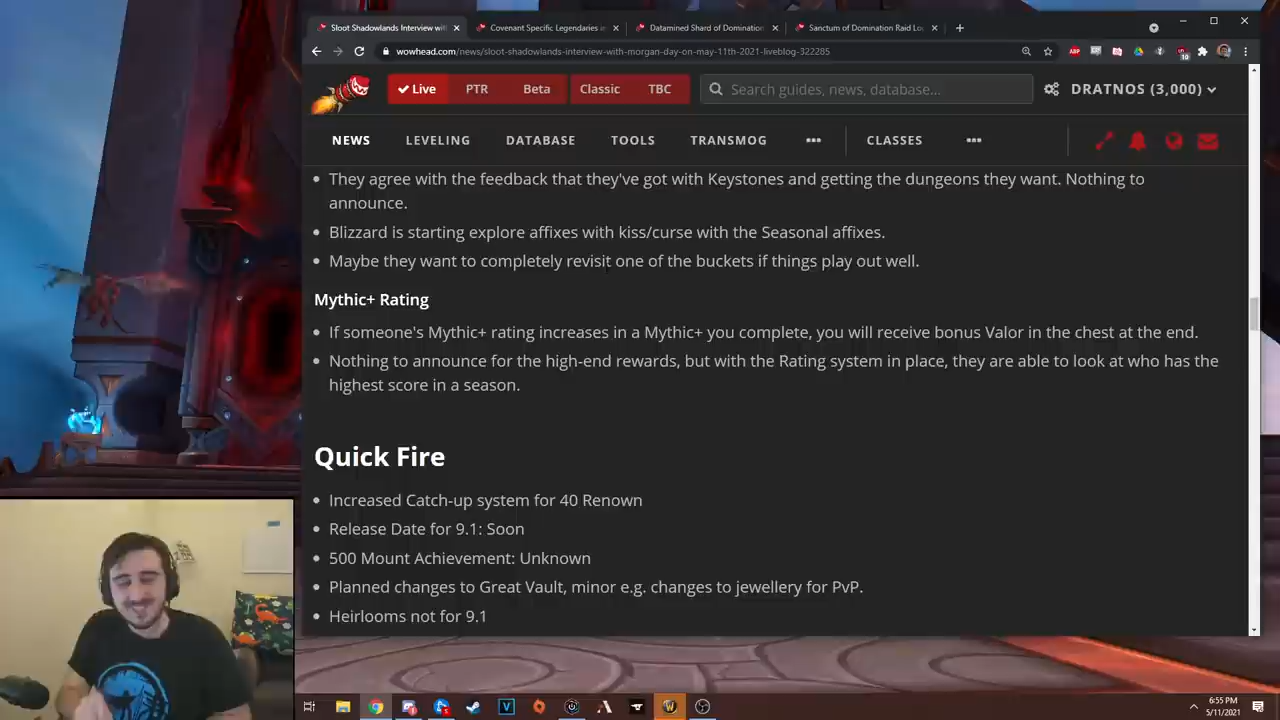 Sloot Shadowlands Interview with
Covenant Specific Legendaries in
Datamined Shard of Domination
Sanctum of Domination Raid Lo
wowhead.com/news/sloot-shadowlands-interview-with-morgan-day-on-may-11th-2021-liveblog-322285
ABP
10
Live
PTR
Beta
Classic
TBC
Search guides, news, database...
DRATNOS (3,000)
NEWS
LEVELING
DATABASE
TOOLS
TRANSMOG
CLASSES
• They agree with the feedback that they've got with Keystones and getting the dungeons they want. Nothing to
announce.
• Blizzard is starting explore affixes with kiss/curse with the Seasonal affixes.
• Maybe they want to completely revisit one of the buckets if things play out well.
Mythic+ Rating
• If someone's Mythic+ rating increases in a Mythic+ you complete, you will receive bonus Valor in the chest at the end.
• Nothing to announce for the high-end rewards, but with the Rating system in place, they are able to look at who has the
highest score in a season.
Quick Fire
• Increased Catch-up system for 40 Renown
• Release Date for 9.1: Soon
• 500 Mount Achievement: Unknown
• Planned changes to Great Vault, minor e.g. changes to jewellery for PvP.
• Heirlooms not for 9.1
6:55 PM
5/11/2021